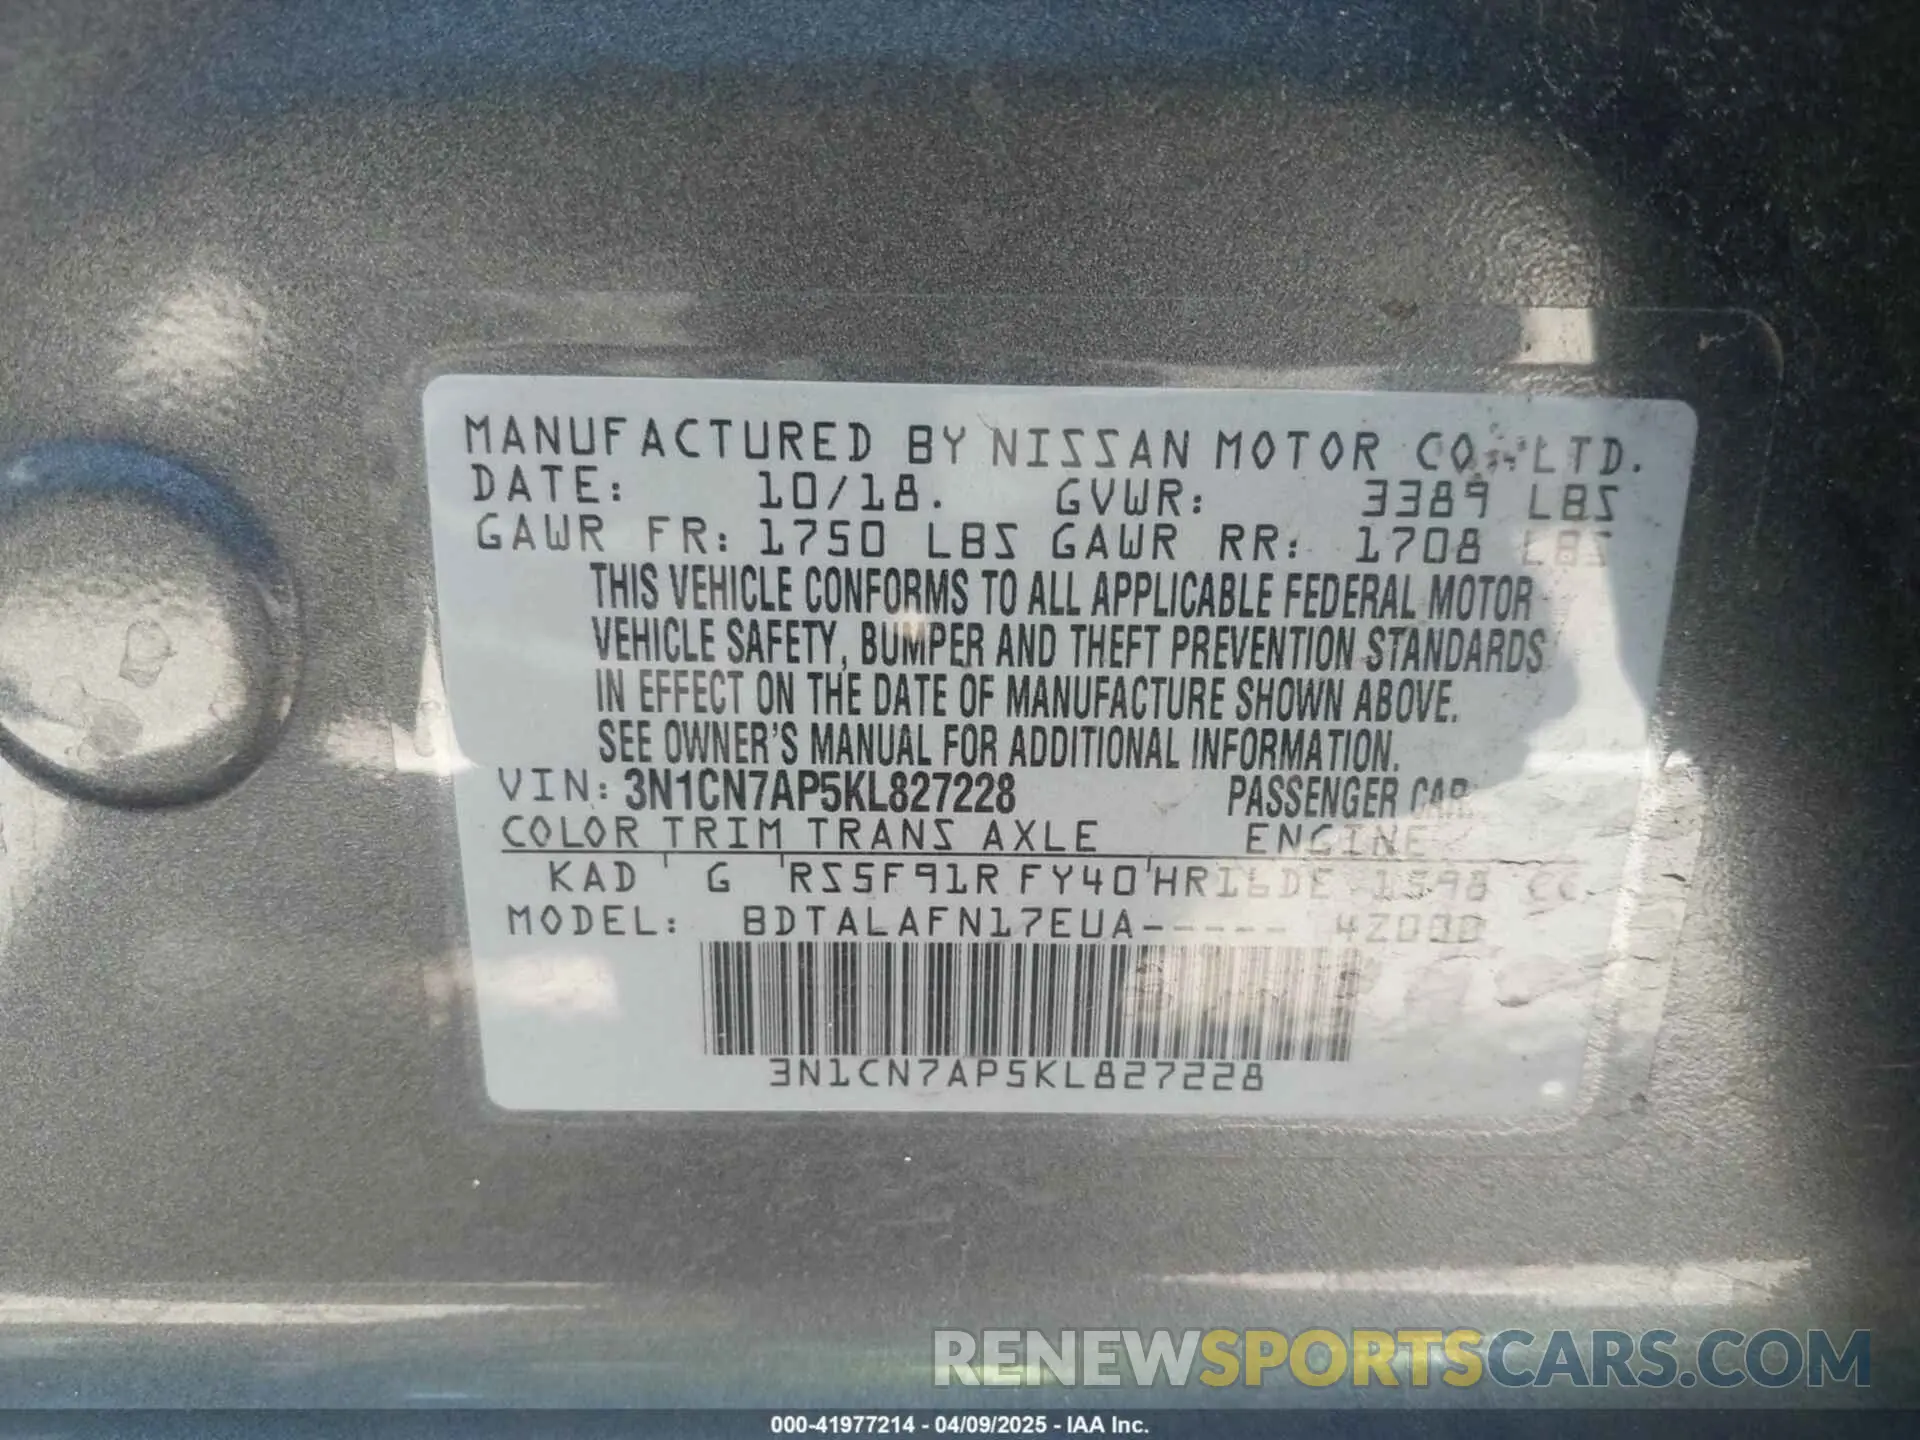 MANUFACTURED BY NISSAN MOTOR CO., LTD.
DATE: 10/18. GVWR: 3389 LBS
GAWR FR: 1750 LBS GAWR RR: 1708 LBS
THIS VEHICLE CONFORMS TO ALL APPLICABLE FEDERAL MOTOR
VEHICLE SAFETY, BUMPER AND THEFT PREVENTION STANDARDS
IN EFFECT ON THE DATE OF MANUFACTURE SHOWN ABOVE.
SEE OWNER'S MANUAL FOR ADDITIONAL INFORMATION.
VIN: 3N1CN7AP5KL827228 PASSENGER CAR
COLOR TRIM TRANS AXLE ENGINE
KAD G RS5F91R FY40 HR16DE 1598 CC
MODEL: BDTALAFN17EUA----- 42000
3N1CN7AP5KL827228
RENEWSPORTSCARS.COM
000-41977214 - 04/09/2025 - IAA Inc.